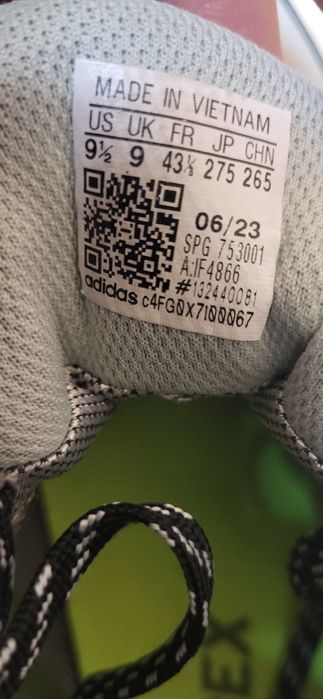 MADE IN VIETNAM
US UK FR JP CHN
9½ 9 43⅓ 275 265
06/23
SPG 753001
A:IF4866
#132440081
adidas c4FG0X7I00067
EX